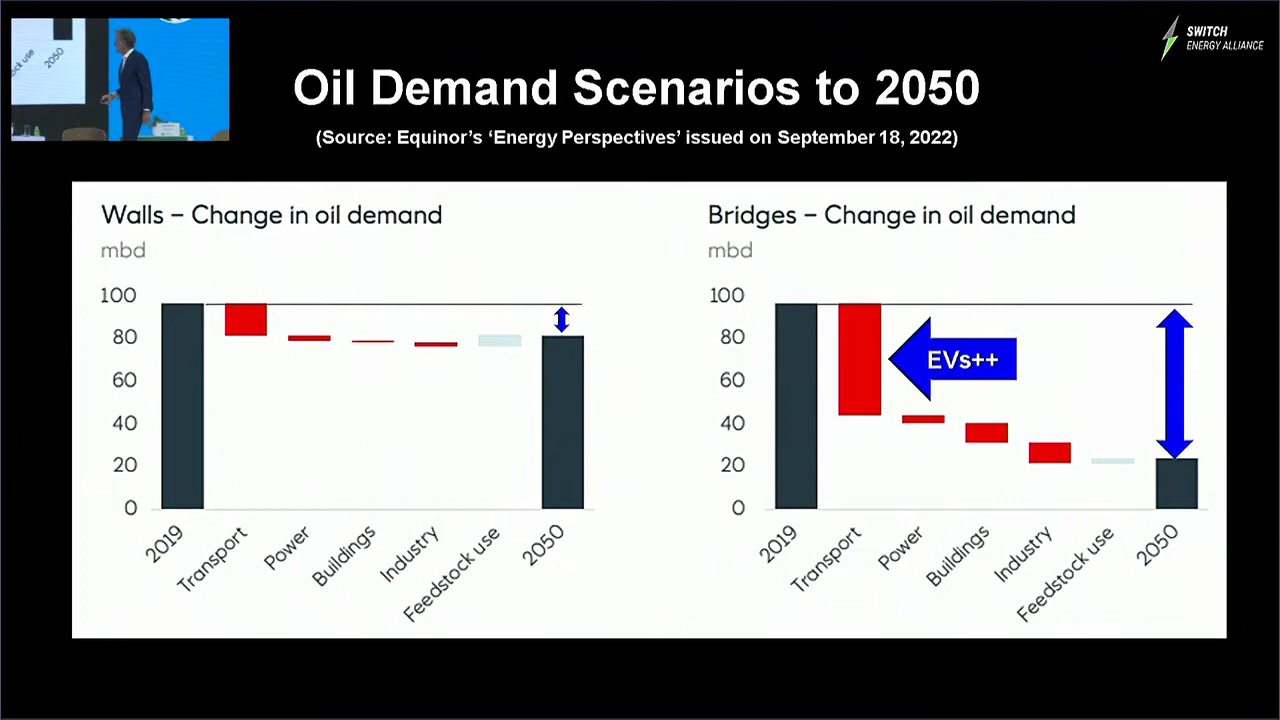 ck use
2050
SWITCH
ENERGY ALLIANCE
Oil Demand Scenarios to 2050
(Source: Equinor's 'Energy Perspectives' issued on September 18, 2022)
Walls – Change in oil demand
mbd
100
80
60
40
20
0
2019
Transport
Power
Buildings
Industry
Feedstock use
2050
Bridges – Change in oil demand
mbd
100
80
60
40
20
0
EVs++
2019
Transport
Power
Buildings
Industry
Feedstock use
2050